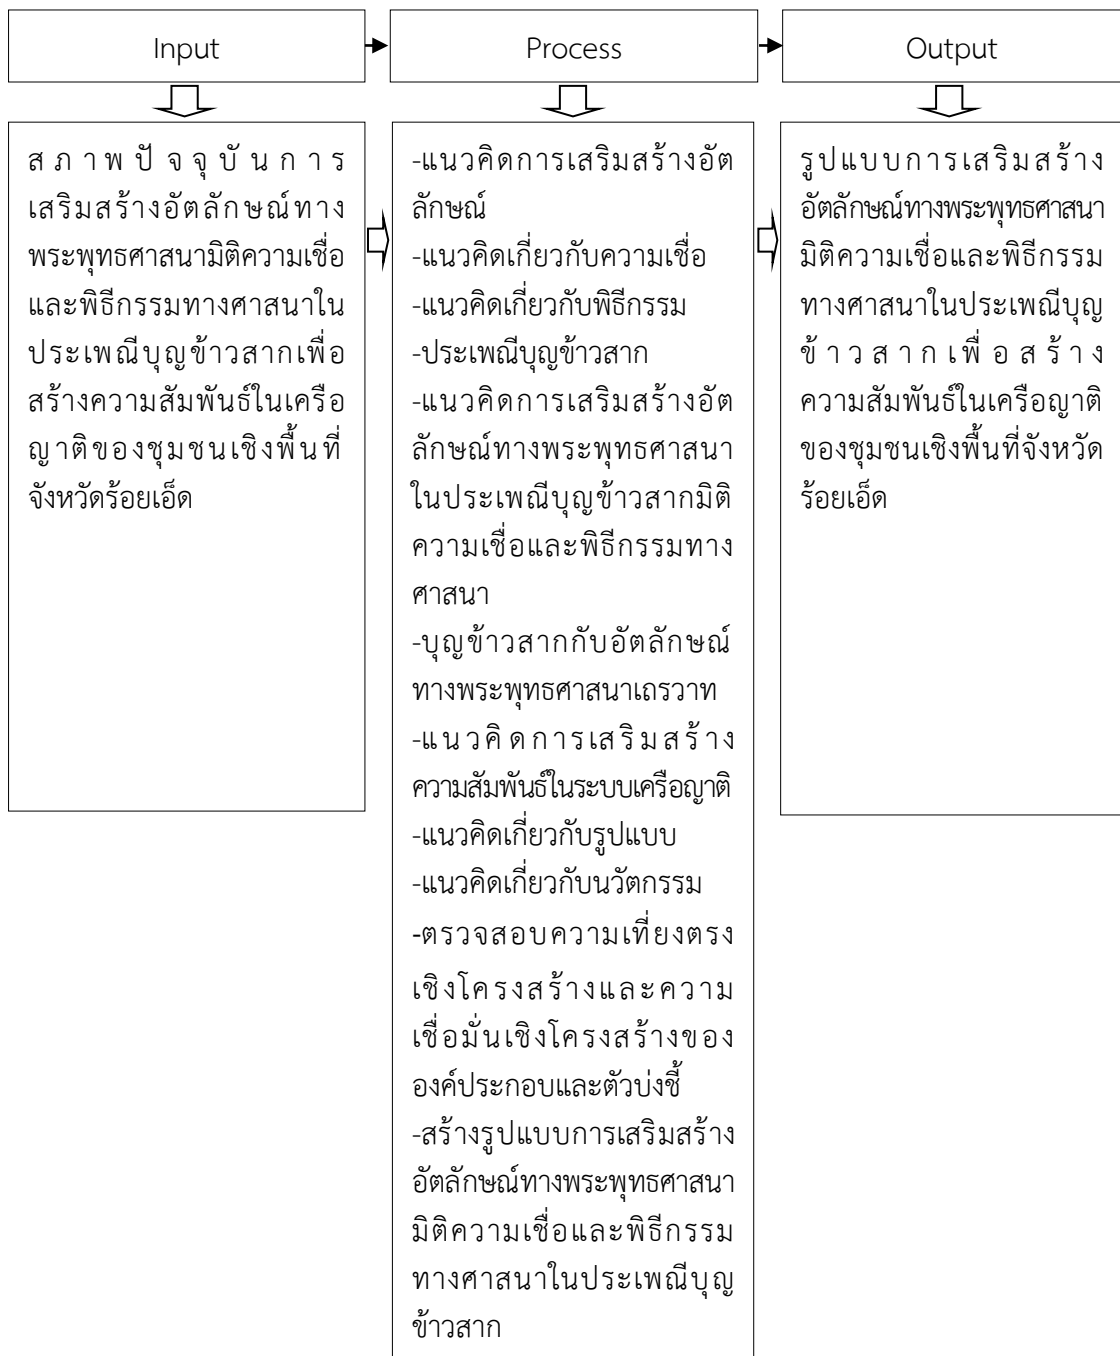 Input
Process
Output
สภาพปัจจุบันการ
เสริมสร้างอัตลักษณ์ทาง
พระพุทธศาสนามิติความเชื่อ
และพิธีกรรมทางศาสนาใน
ประเพณีบุญข้าวสากเพื่อ
สร้างความสัมพันธ์ในเครือ
ญาติของชุมชนเชิงพื้นที่
จังหวัดร้อยเอ็ด
-แนวคิดการเสริมสร้างอัต
ลักษณ์
-แนวคิดเกี่ยวกับความเชื่อ
-แนวคิดเกี่ยวกับพิธีกรรม
-ประเพณีบุญข้าวสาก
-แนวคิดการเสริมสร้างอัต
ลักษณ์ทางพระพุทธศาสนา
ในประเพณีบุญข้าวสากมิติ
ความเชื่อและพิธีกรรมทาง
ศาสนา
-บุญข้าวสากกับอัตลักษณ์
ทางพระพุทธศาสนาเถรวาท
-แนวคิดการเสริมสร้าง
ความสัมพันธ์ในระบบเครือญาติ
-แนวคิดเกี่ยวกับรูปแบบ
-แนวคิดเกี่ยวกับนวัตกรรม
-ตรวจสอบความเที่ยงตรง
เชิงโครงสร้างและความ
เชื่อมั่นเชิงโครงสร้างของ
องค์ประกอบและตัวบ่งชี้
-สร้างรูปแบบการเสริมสร้าง
อัตลักษณ์ทางพระพุทธศาสนา
มิติความเชื่อและพิธีกรรม
ทางศาสนาในประเพณีบุญ
ข้าวสาก
รูปแบบการเสริมสร้าง
อัตลักษณ์ทางพระพุทธศาสนา
มิติความเชื่อและพิธีกรรม
ทางศาสนาในประเพณีบุญ
ข้าวสากเพื่อสร้าง
ความสัมพันธ์ในเครือญาติ
ของชุมชนเชิงพื้นที่จังหวัด
ร้อยเอ็ด